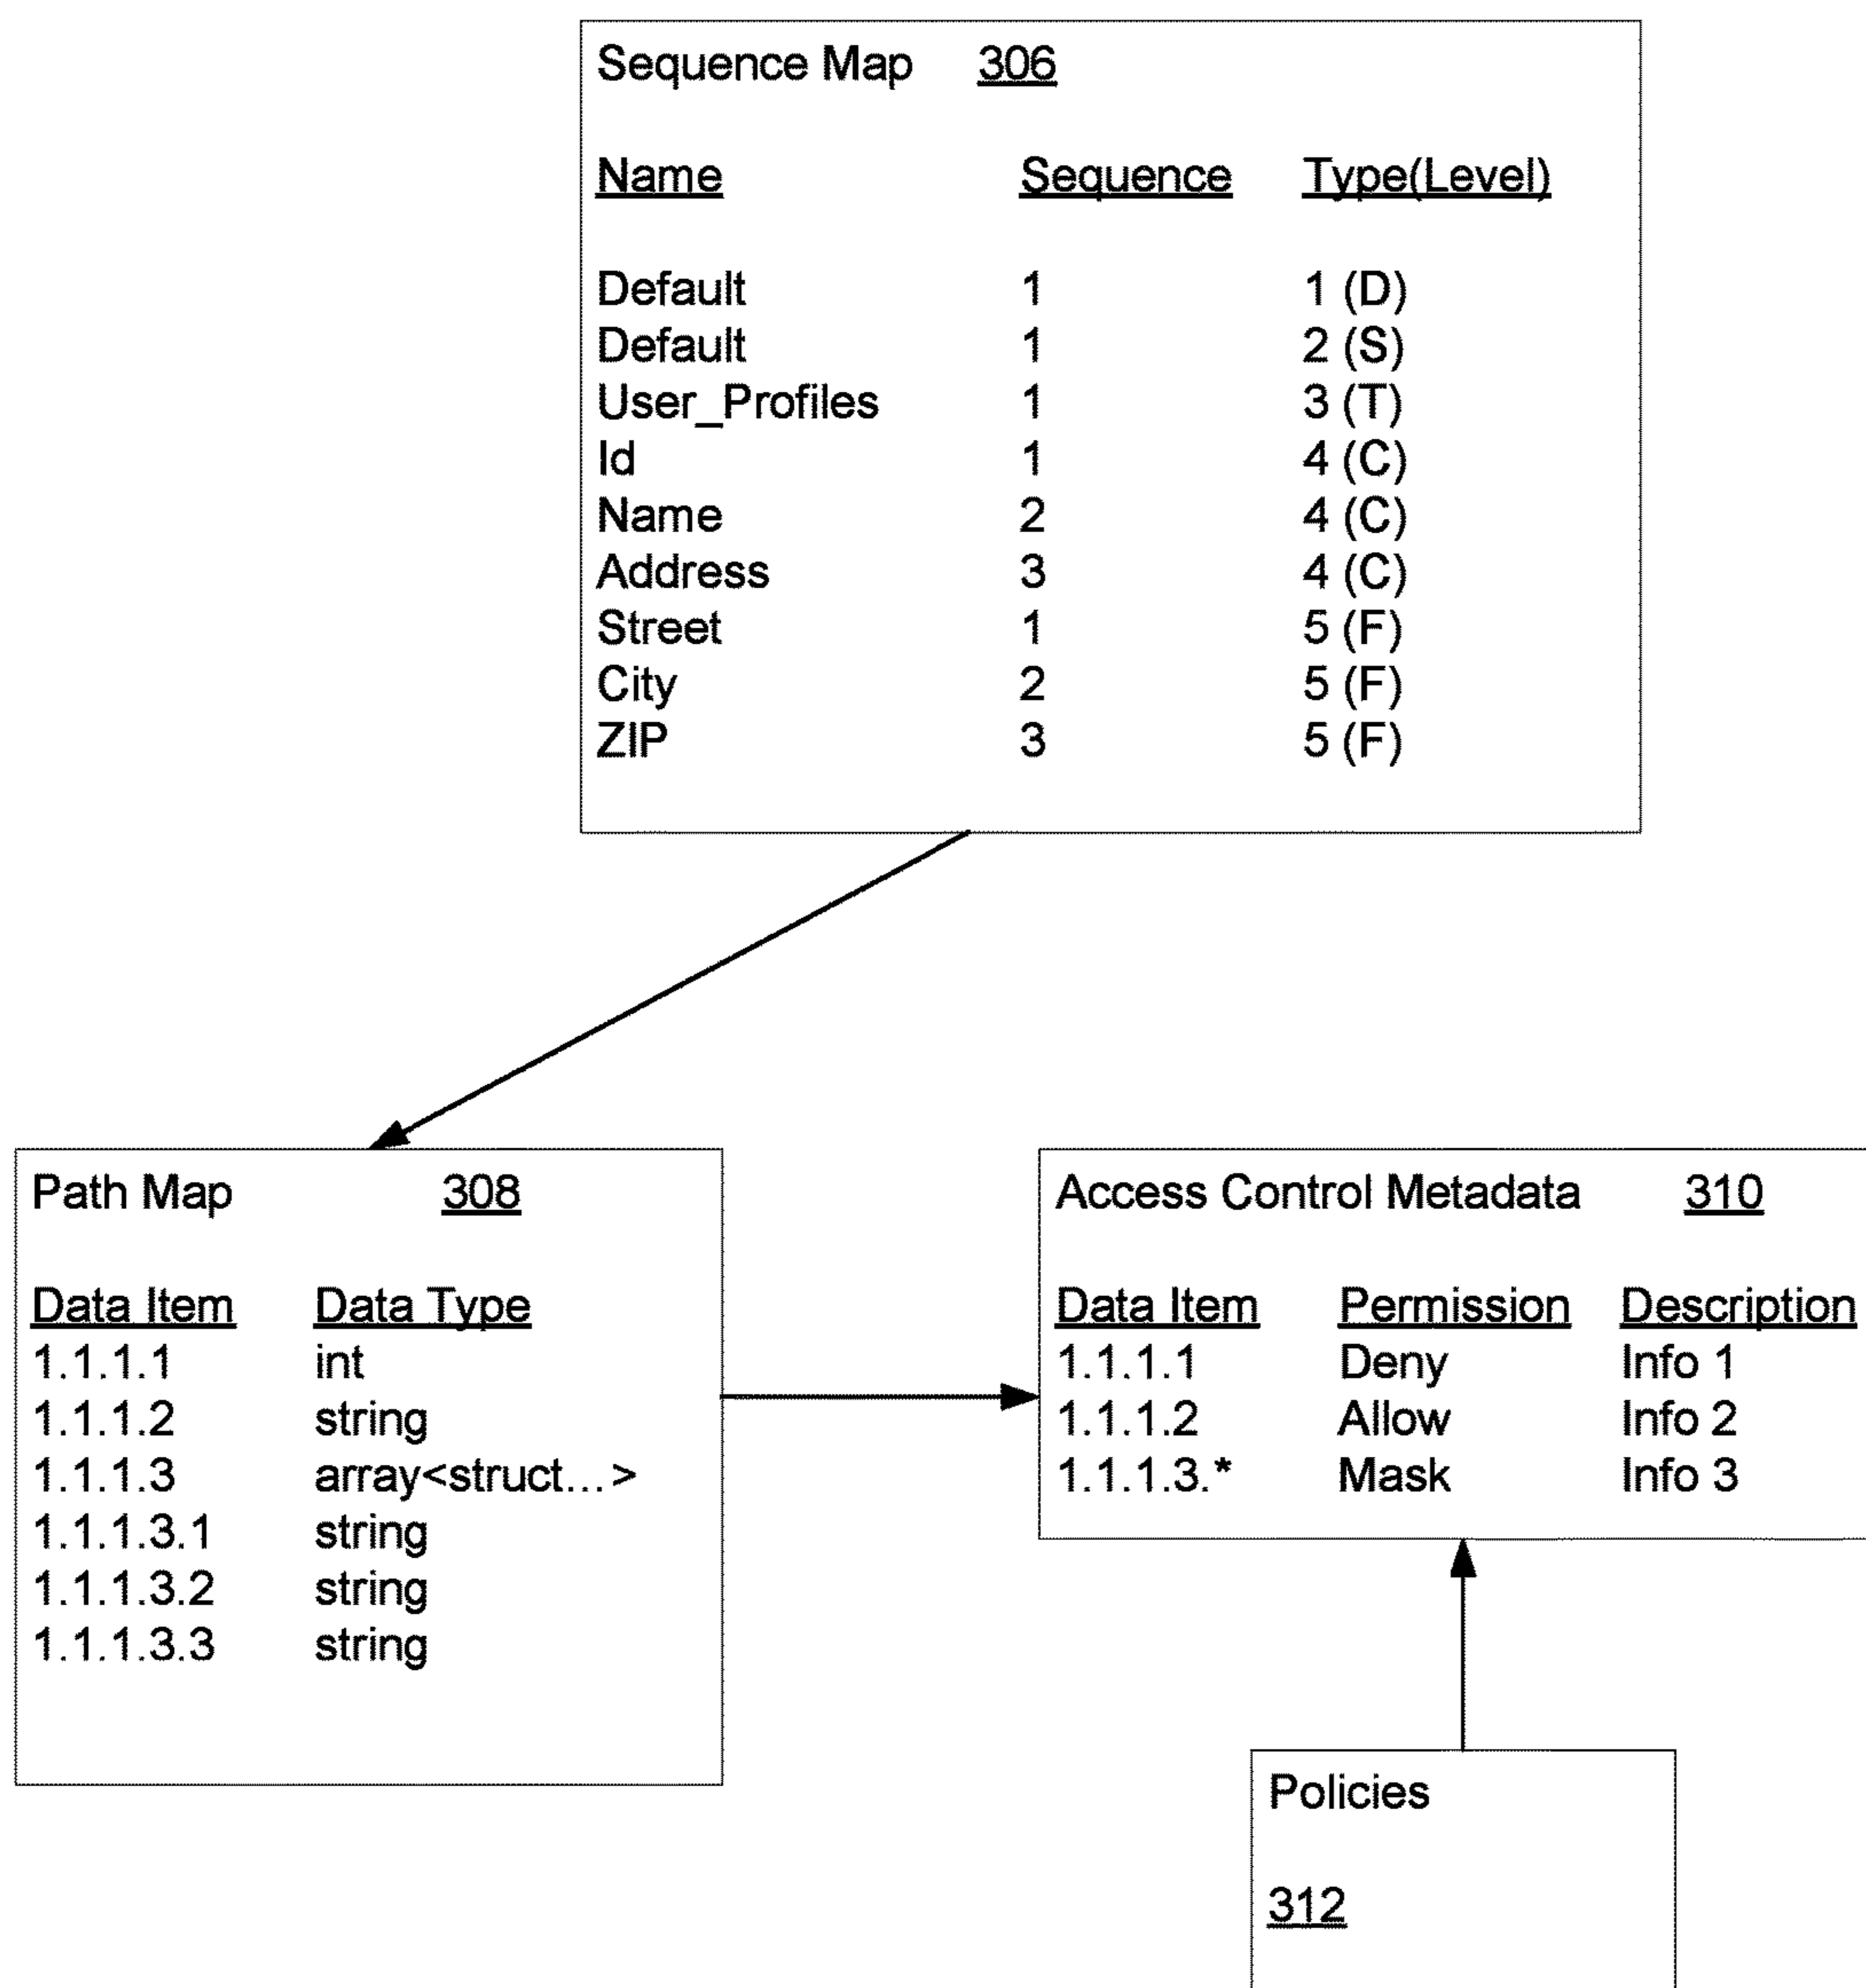 Sequence Map 306
Name Sequence Type(Level)
Default 1 1 (D)
Default 1 2 (S)
User_Profiles 1 3 (T)
Id 1 4 (C)
Name 2 4 (C)
Address 3 4 (C)
Street 1 5 (F)
City 2 5 (F)
ZIP 3 5 (F)
Path Map 308
Data Item Data Type
1.1.1.1 int
1.1.1.2 string
1.1.1.3 array<struct...>
1.1.1.3.1 string
1.1.1.3.2 string
1.1.1.3.3 string
Access Control Metadata 310
Data Item Permission Description
1.1.1.1 Deny Info 1
1.1.1.2 Allow Info 2
1.1.1.3.* Mask Info 3
Policies
312